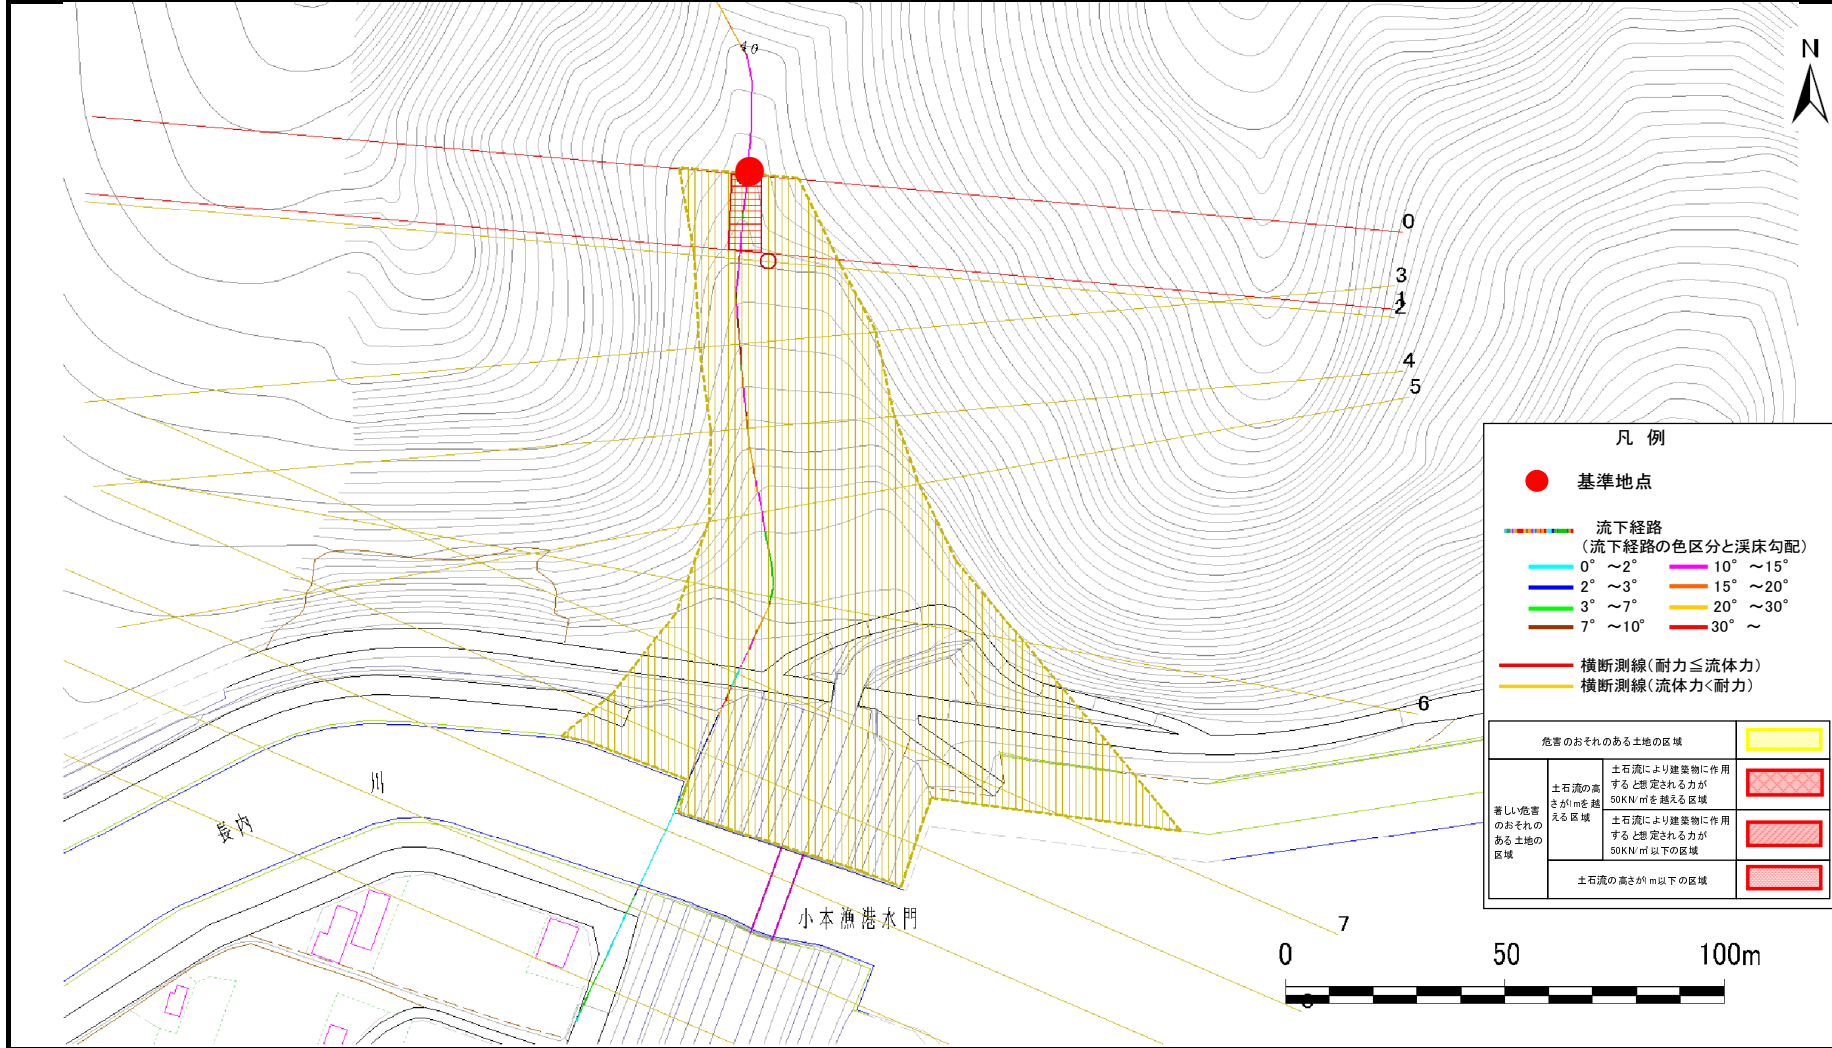 40
N
0
3
1
2
4
5
6
7
8
川
長内
小本漁港水門
凡 例
基準地点
流下経路
(流下経路の色区分と渓床勾配)
0° ~2° 10° ~15°
2° ~3° 15° ~20°
3° ~7° 20° ~30°
7° ~10° 30° ~
横断測線(耐力≦流体力)
横断測線(流体力<耐力)
危害のおそれのある土地の区域
著しい危害
のおそれの
ある土地の
区域
土石流の高
さが1mを越
える区域
土石流により建築物に作用
すると想定される力が
50KN/㎡を越える区域
土石流により建築物に作用
すると想定される力が
50KN/㎡以下の区域
土石流の高さが1m以下の区域
0 50 100m